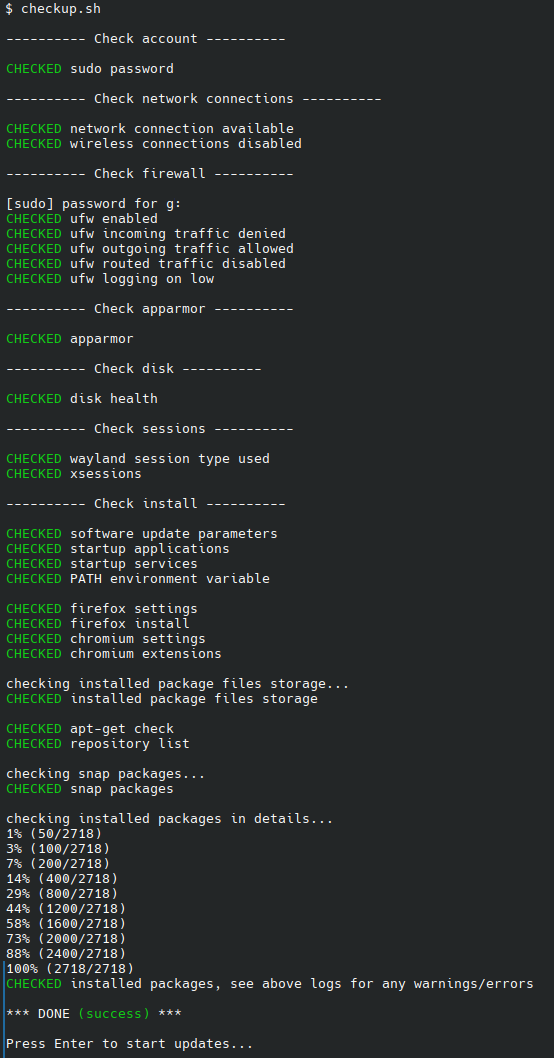 $ checkup.sh
---------- Check account ----------
CHECKED sudo password
---------- Check network connections ----------
CHECKED network connection available
CHECKED wireless connections disabled
---------- Check firewall ----------
[sudo] password for g:
CHECKED ufw enabled
CHECKED ufw incoming traffic denied
CHECKED ufw outgoing traffic allowed
CHECKED ufw routed traffic disabled
CHECKED ufw logging on low
---------- Check apparmor ----------
CHECKED apparmor
---------- Check disk ----------
CHECKED disk health
---------- Check sessions ----------
CHECKED wayland session type used
CHECKED xsessions
---------- Check install ----------
CHECKED software update parameters
CHECKED startup applications
CHECKED startup services
CHECKED PATH environment variable
CHECKED firefox settings
CHECKED firefox install
CHECKED chromium settings
CHECKED chromium extensions
checking installed package files storage...
CHECKED installed package files storage
CHECKED apt-get check
CHECKED repository list
checking snap packages...
CHECKED snap packages
checking installed packages in details...
1% (50/2718)
3% (100/2718)
7% (200/2718)
14% (400/2718)
29% (800/2718)
44% (1200/2718)
58% (1600/2718)
73% (2000/2718)
88% (2400/2718)
100% (2718/2718)
CHECKED installed packages, see above logs for any warnings/errors
*** DONE (success) ***
Press Enter to start updates...